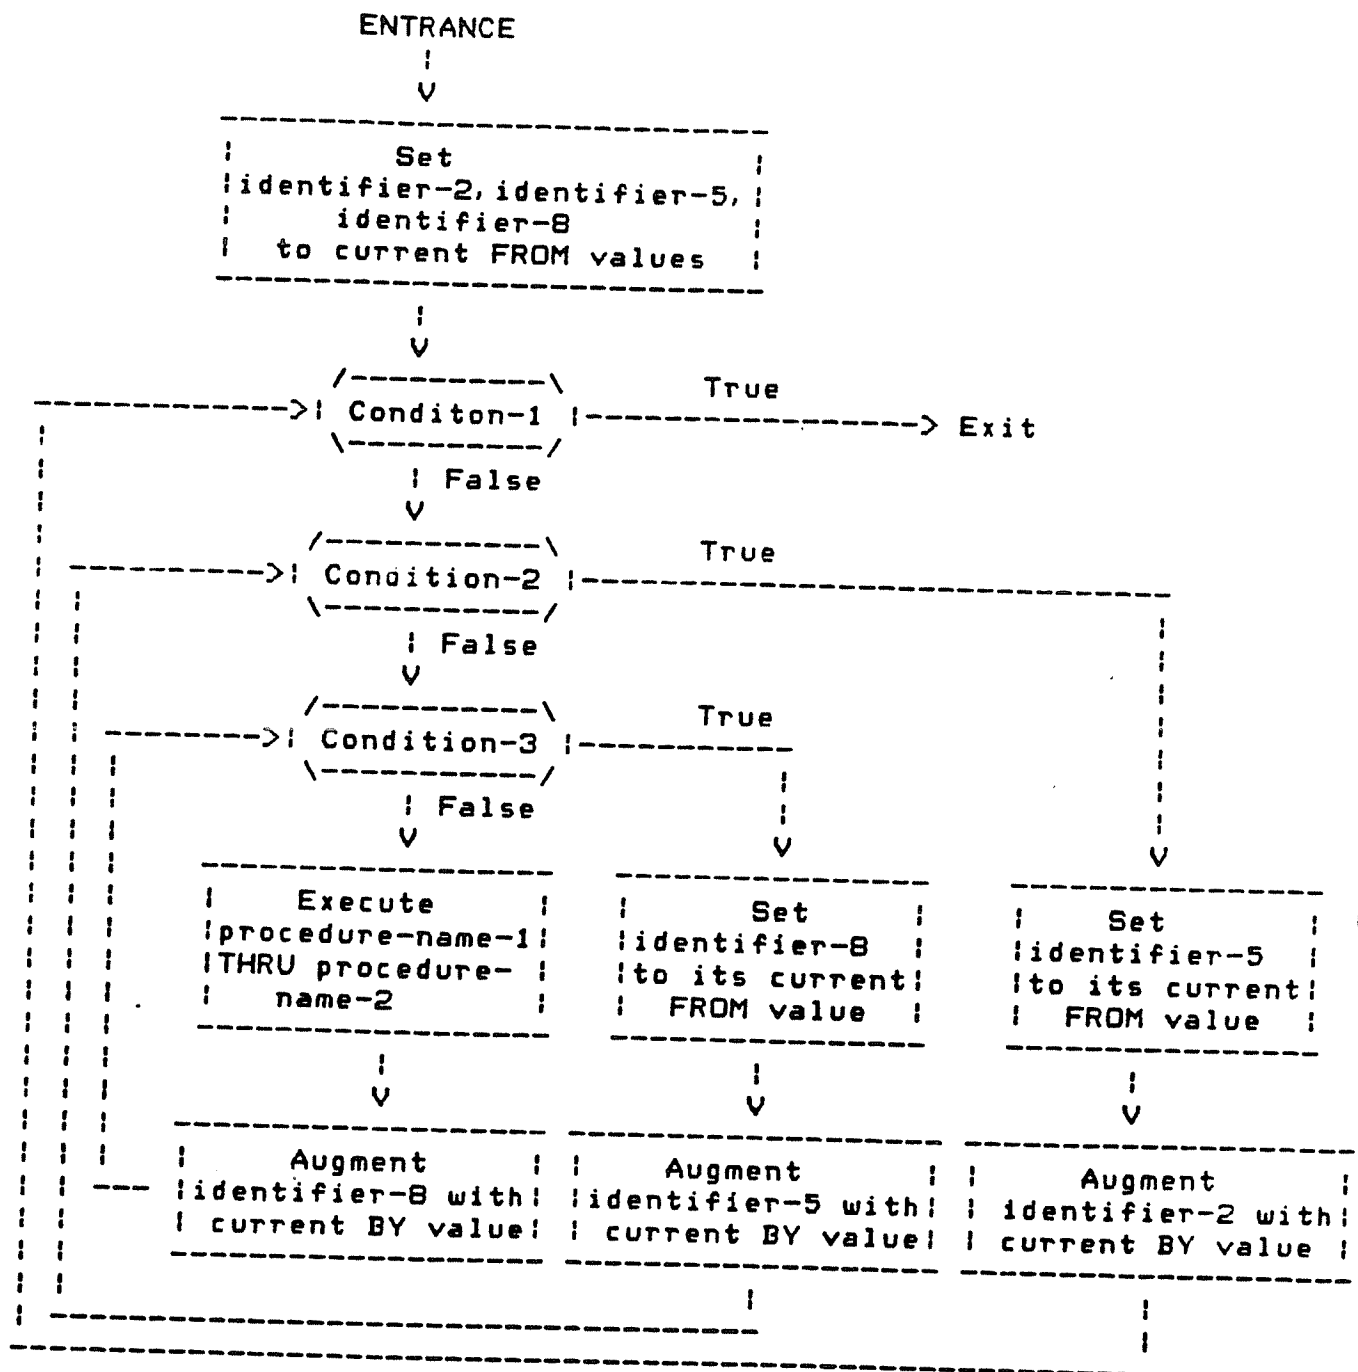 ENTRANCE
Set
identifier-2, identifier-5,
identifier-8
to current FROM values
True
Conditon-1
Exit
False
True
Condition-2
False
True
Condition-3
False
Execute
procedure-name-1
THRU procedure-
name-2
Set
identifier-8
to its current
FROM value
Set
identifier-5
to its current
FROM value
Augment
identifier-8 with
current BY value
Augment
identifier-5 with
current BY value
Augment
identifier-2 with
current BY value